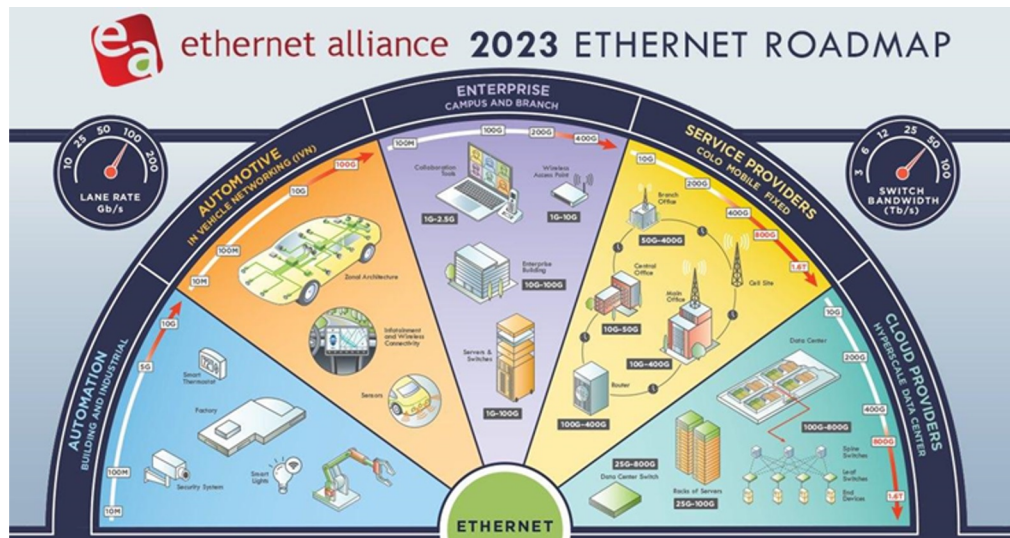 ea
ethernet alliance 2023 ETHERNET ROADMAP
10
25
50
100
200
LANE RATE
Gb/s
3
6
12
25
50
100
SWITCH
BANDWIDTH
(Tb/s)
AUTOMATION
BUILDING AND INDUSTRIAL
10M
100M
5G
10G
Smart
Thermostat
Factory
Security System
Smart
Lights
AUTOMOTIVE
IN VEHICLE NETWORKING (IVN)
10M
100M
10G
100G
Zonal Architecture
Infotainment
and Wireless
Connectivity
Sensors
ENTERPRISE
CAMPUS AND BRANCH
100M
100G
200G
400G
Collaboration
Tools
1G-2.5G
Wireless
Access Point
1G-10G
Enterprise
Building
10G-100G
Servers &
Switches
1G-100G
SERVICE PROVIDERS
COLO MOBILE FIXED
10G
200G
400G
800G
1.6T
Branch
Office
50G-400G
Cell Site
Central
Office
10G-50G
Main
Office
10G-400G
Router
100G-400G
CLOUD PROVIDERS
HYPERSCALE DATA CENTER
10G
200G
400G
800G
1.6T
Data Center
100G-800G
25G-800G
Data Center Switch
Racks of Servers
25G-100G
Spine
Switches
Leaf
Switches
End
Devices
ETHERNET